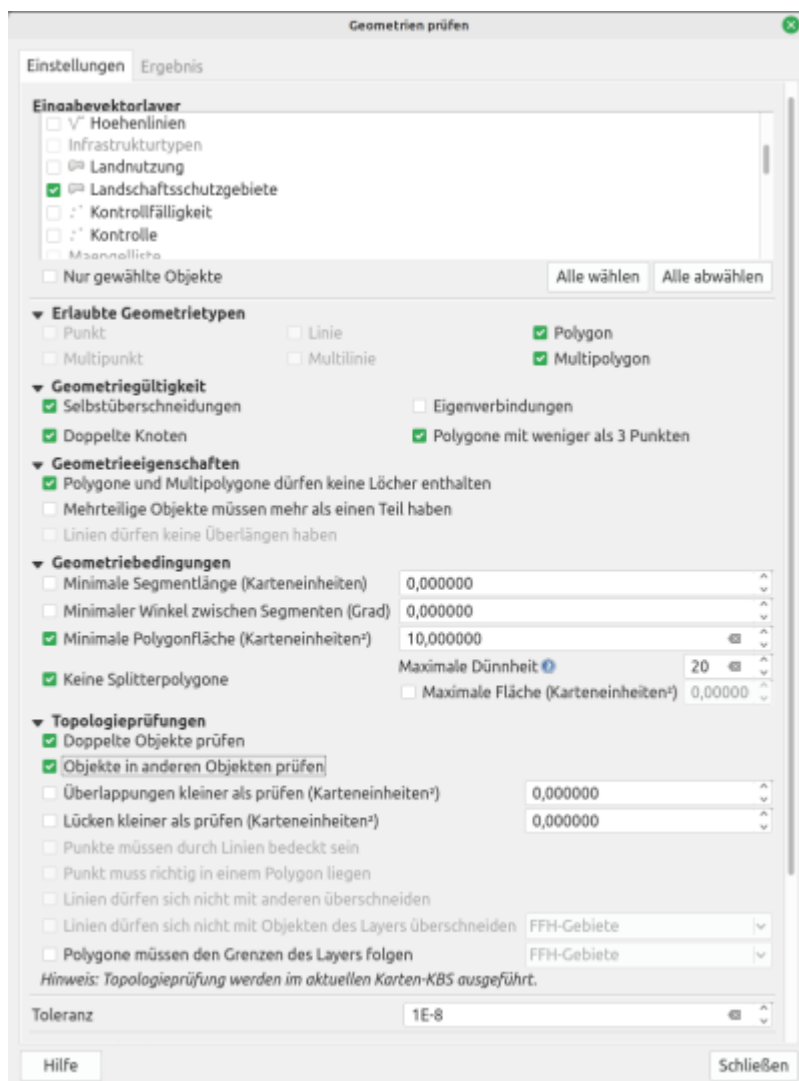 Geometrien prüfen
Einstellungen Ergebnis
Eingabevektorlayer
Hoehenlinien
Infrastrukturtypen
Landnutzung
Landschaftsschutzgebiete
Kontrollfälligkeit
Kontrolle
Maengelliste
Nur gewählte Objekte Alle wählen Alle abwählen
Erlaubte Geometrietypen
Punkt Linie Polygon
Multipunkt Multilinie Multipolygon
Geometriegültigkeit
Selbstüberschneidungen Eigenverbindungen
Doppelte Knoten Polygone mit weniger als 3 Punkten
Geometrieeigenschaften
Polygone und Multipolygone dürfen keine Löcher enthalten
Mehrteilige Objekte müssen mehr als einen Teil haben
Linien dürfen keine Überlängen haben
Geometriebedingungen
Minimale Segmentlänge (Karteneinheiten) 0,000000
Minimaler Winkel zwischen Segmenten (Grad) 0,000000
Minimale Polygonfläche (Karteneinheiten²) 10,000000
Maximale Dünnheit 20
Keine Splitterpolygone
Maximale Fläche (Karteneinheiten²) 0,00000
Topologieprüfungen
Doppelte Objekte prüfen
Objekte in anderen Objekten prüfen
Überlappungen kleiner als prüfen (Karteneinheiten²) 0,000000
Lücken kleiner als prüfen (Karteneinheiten²) 0,000000
Punkte müssen durch Linien bedeckt sein
Punkt muss richtig in einem Polygon liegen
Linien dürfen sich nicht mit anderen überschneiden
Linien dürfen sich nicht mit Objekten des Layers überschneiden FFH-Gebiete
Polygone müssen den Grenzen des Layers folgen FFH-Gebiete
Hinweis: Topologieprüfung werden im aktuellen Karten-KBS ausgeführt.
Toleranz 1E-8
Hilfe Schließen